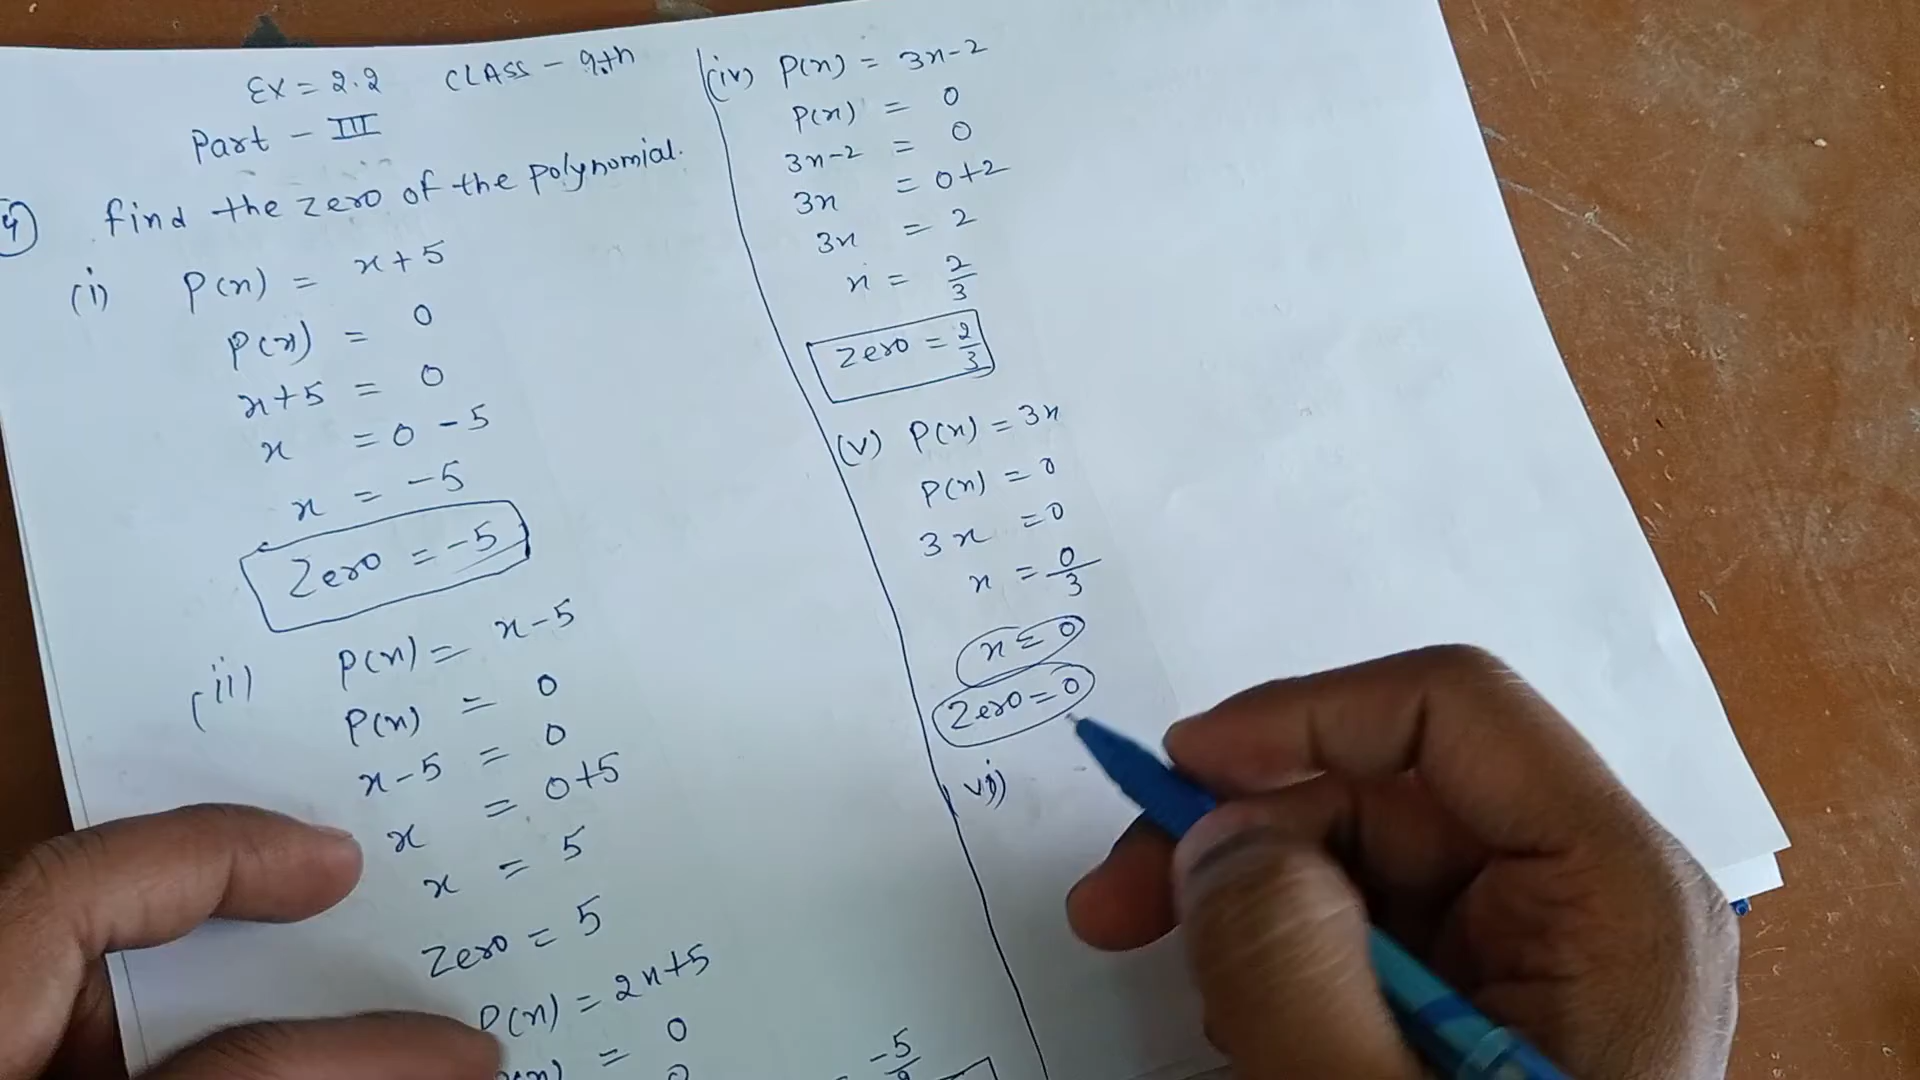 Ex = 2.2 CLASS - 9th
Part - III
4) find the zero of the polynomial.
(i) P(x) = x+5
P(x) = 0
x+5 = 0
x = 0-5
x = -5
Zero = -5
(ii) P(x) = x-5
P(x) = 0
x-5 = 0
x = 0+5
x = 5
Zero = 5
P(x) = 2x+5
= 0
0
-5
(iv) P(x) = 3x-2
P(x) = 0
3x-2 = 0
3x = 0+2
3x = 2
x = 2/3
Zero = 2/3
(v) P(x) = 3x
P(x) = 0
3x = 0
x = 0/3
x = 0
Zero = 0
vi)